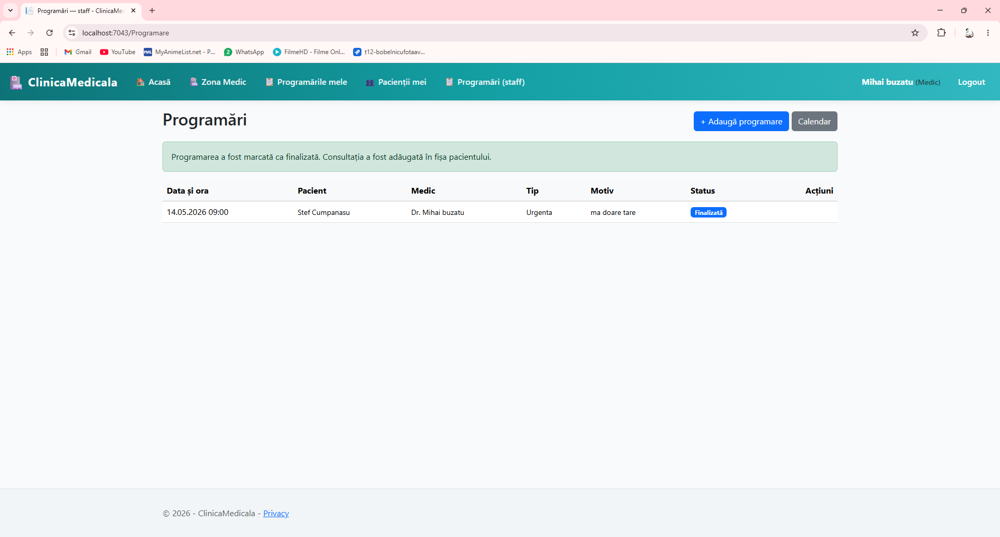 Programări — staff - ClinicaMe
localhost:7043/Programare
Apps Gmail YouTube MAL MyAnimeList.net - P... 2 WhatsApp FilmeHD - Filme Onl... t12-bobelnicufotaav...
ClinicaMedicala Acasă Zona Medic Programările mele Pacienții mei Programări (staff) Mihai buzatu (Medic) Logout
Programări
+ Adaugă programare Calendar
Programarea a fost marcată ca finalizată. Consultația a fost adăugată în fișa pacientului.
Data și ora Pacient Medic Tip Motiv Status Acțiuni
14.05.2026 09:00 Stef Cumpanasu Dr. Mihai buzatu Urgenta ma doare tare Finalizată
© 2026 - ClinicaMedicala - Privacy